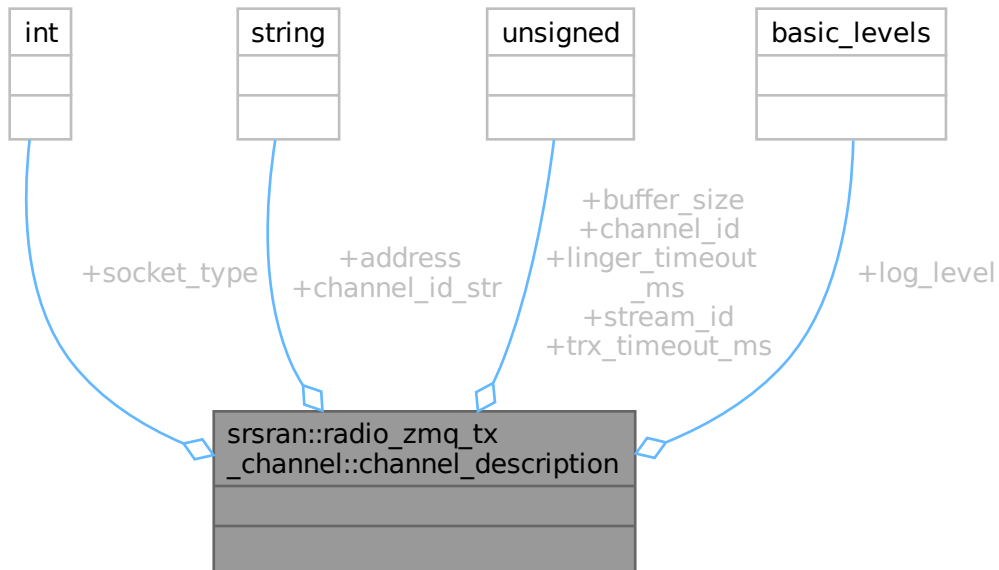 int
string
unsigned
basic_levels
+socket_type
+address
+channel_id_str
+buffer_size
+channel_id
+linger_timeout
_ms
+stream_id
+trx_timeout_ms
+log_level
srsran::radio_zmq_tx
_channel::channel_description